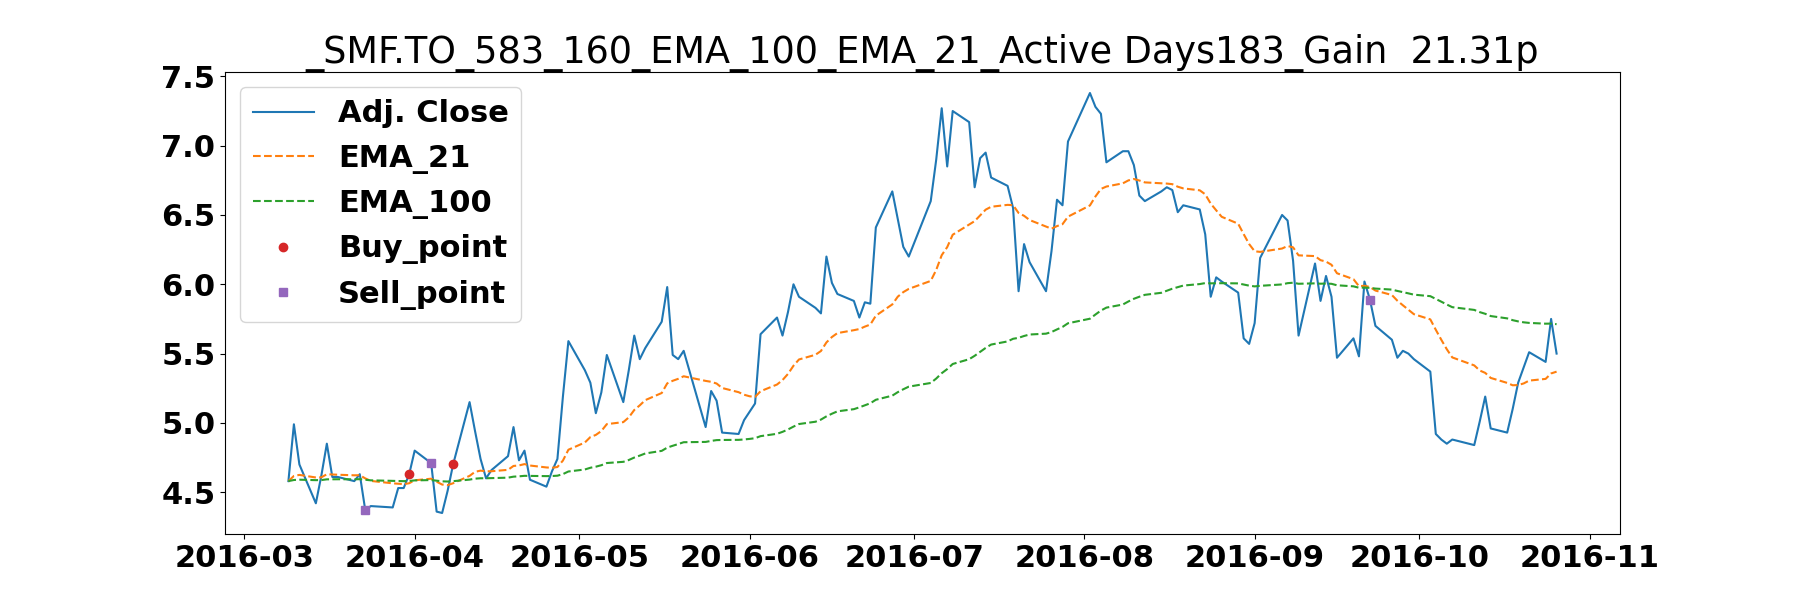 _SMF.TO_583_160_EMA_100_EMA_21_Active Days183_Gain  21.31p
7.5
7.0
6.5
6.0
5.5
5.0
4.5
Adj. Close
EMA_21
EMA_100
Buy_point
Sell_point
2016-03 2016-04 2016-05 2016-06 2016-07 2016-08 2016-09 2016-10 2016-11